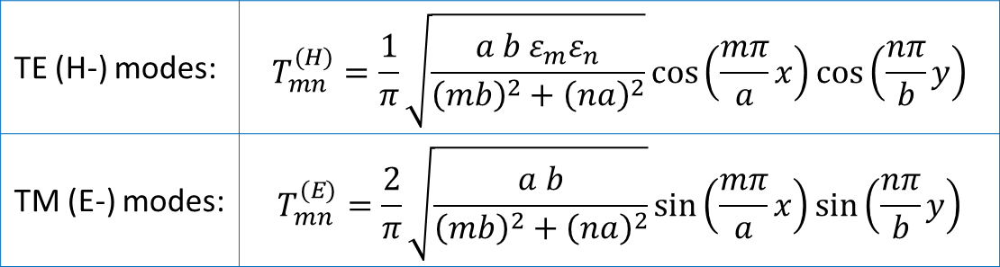 TE (H-) modes: $T_{mn}^{(H)} = \frac{1}{\pi} \sqrt{\frac{a\ b\ \varepsilon_m \varepsilon_n}{(mb)^2 + (na)^2}} \cos\left(\frac{m\pi}{a}x\right) \cos\left(\frac{n\pi}{b}y\right)$
TM (E-) modes: $T_{mn}^{(E)} = \frac{2}{\pi} \sqrt{\frac{a\ b}{(mb)^2 + (na)^2}} \sin\left(\frac{m\pi}{a}x\right) \sin\left(\frac{n\pi}{b}y\right)$